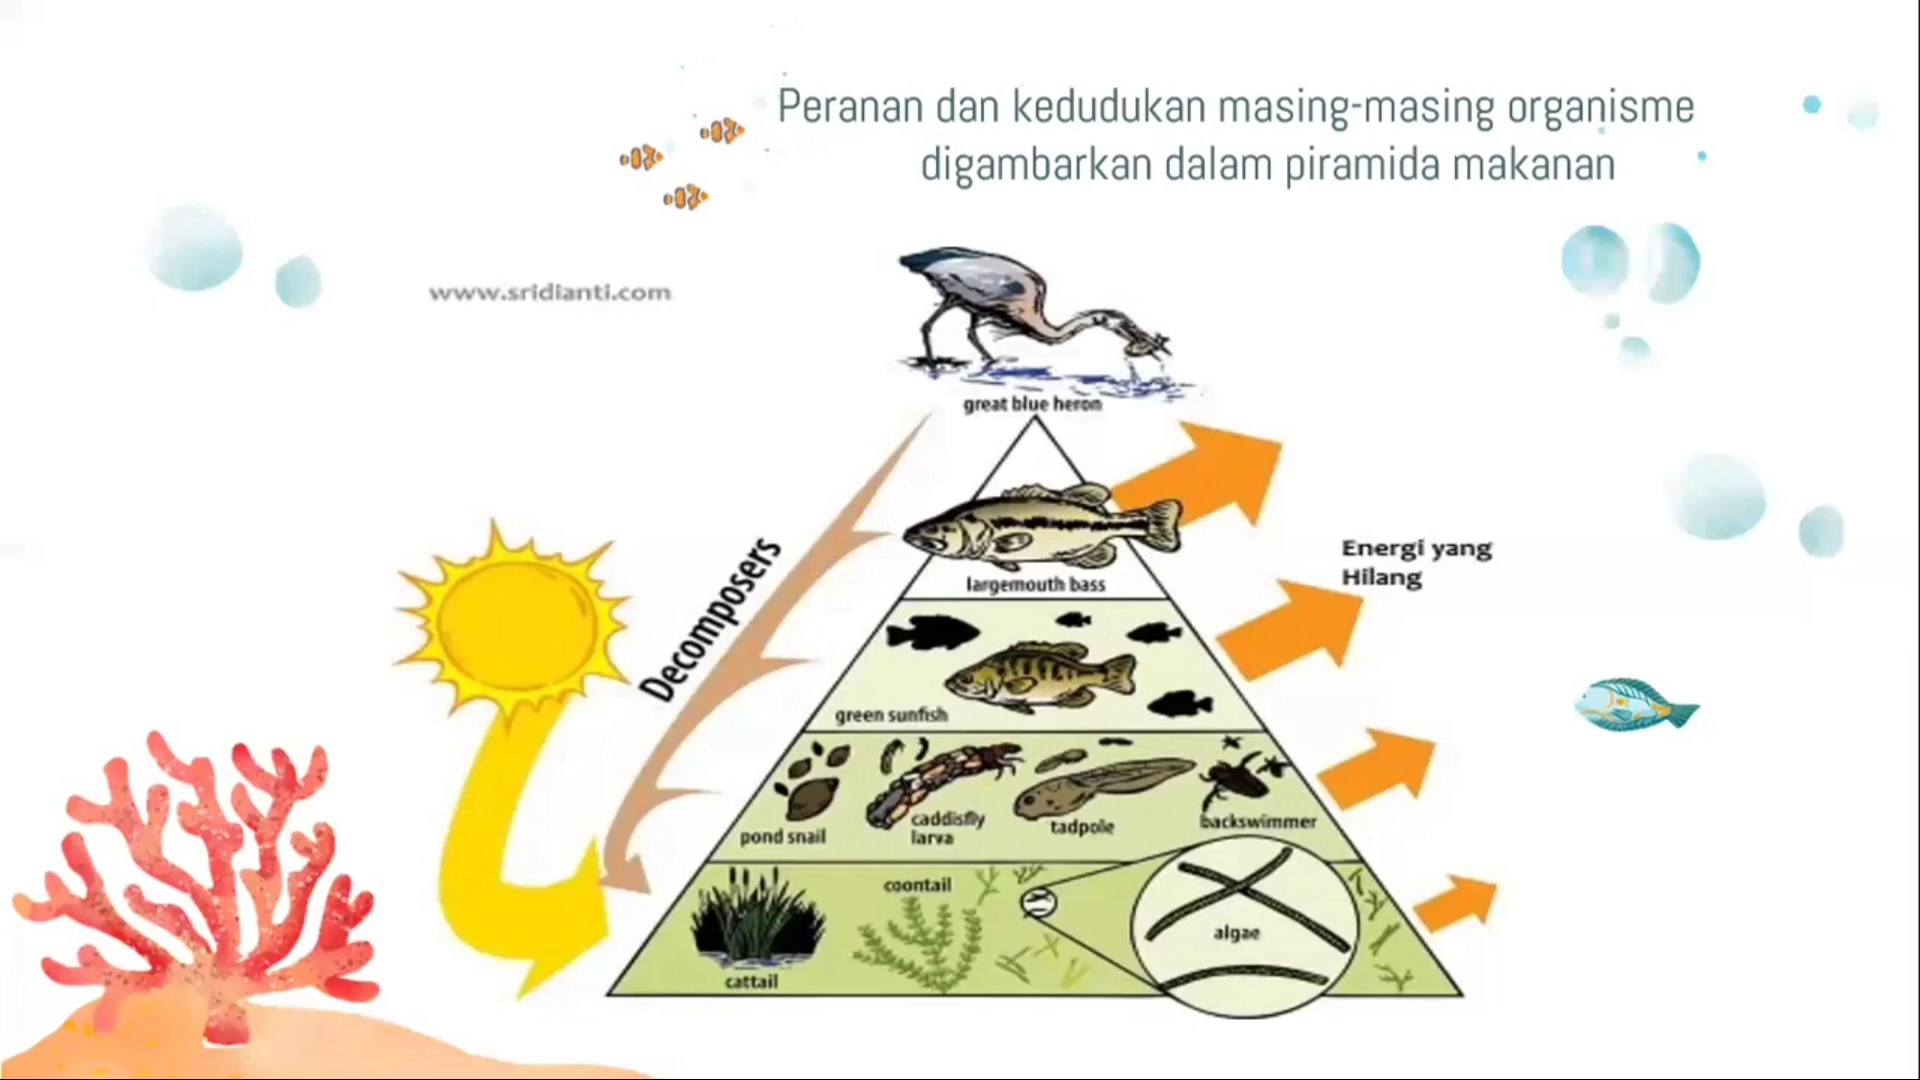 Peranan dan kedudukan masing-masing organisme
digambarkan dalam piramida makanan
www.sridianti.com
great blue heron
Decomposers
largemouth bass
Energi yang
Hilang
green sunfish
pond snail
caddisfly
larva
tadpole
backswimmer
coontail
algae
cattail